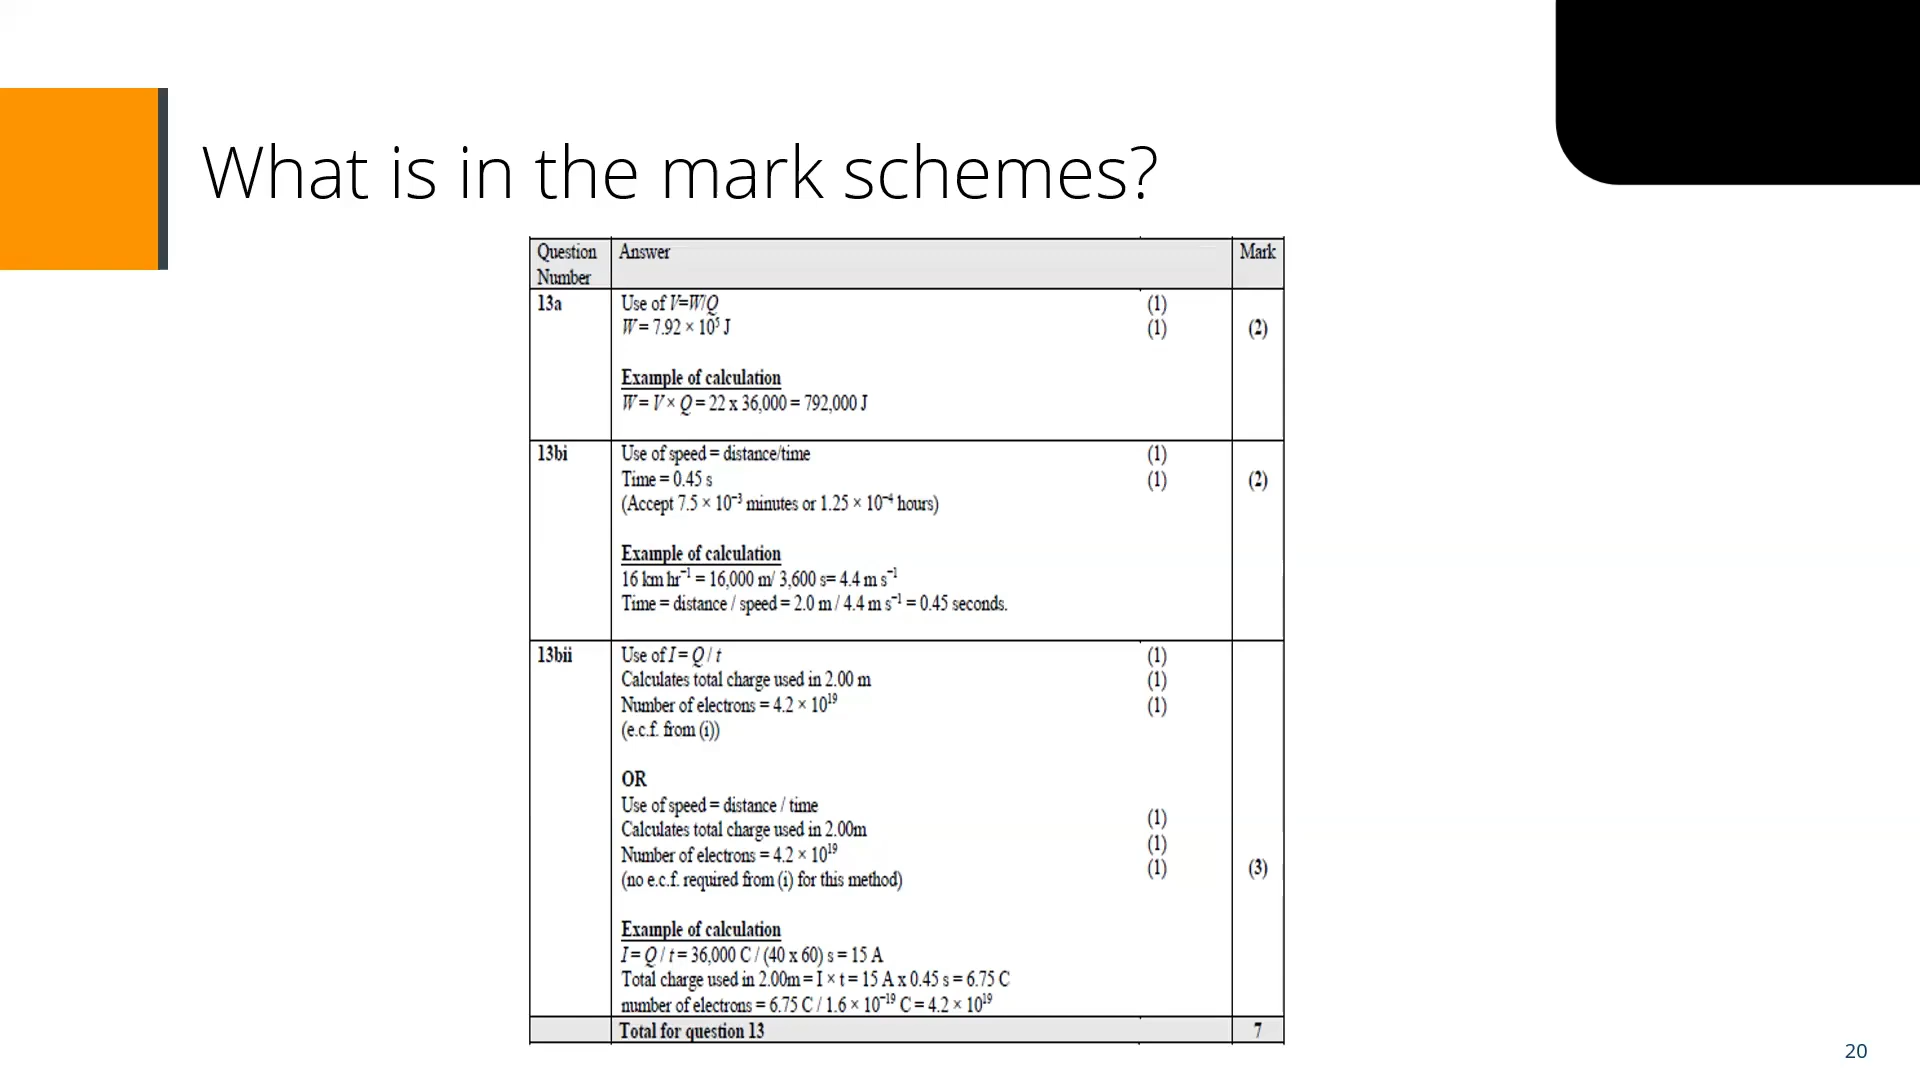 What is in the mark schemes?
Question Number Answer Mark
13a Use of V=W/Q (1)
W = 7.92 × 10⁵ J (1) (2)
Example of calculation
W = V × Q = 22 x 36,000 = 792,000 J
13bi Use of speed = distance/time (1)
Time = 0.45 s (1) (2)
(Accept 7.5 × 10⁻³ minutes or 1.25 × 10⁻⁴ hours)
Example of calculation
16 km hr⁻¹ = 16,000 m/ 3,600 s= 4.4 m s⁻¹
Time = distance / speed = 2.0 m / 4.4 m s⁻¹ = 0.45 seconds.
13bii Use of I = Q / t (1)
Calculates total charge used in 2.00 m (1)
Number of electrons = 4.2 × 10¹⁹ (1)
(e.c.f. from (i))
OR
Use of speed = distance / time (1)
Calculates total charge used in 2.00m (1)
Number of electrons = 4.2 × 10¹⁹ (1) (3)
(no e.c.f. required from (i) for this method)
Example of calculation
I = Q / t = 36,000 C / (40 x 60) s = 15 A
Total charge used in 2.00m = I × t = 15 A x 0.45 s = 6.75 C
number of electrons = 6.75 C / 1.6 × 10⁻¹⁹ C = 4.2 × 10¹⁹
Total for question 13 7
20